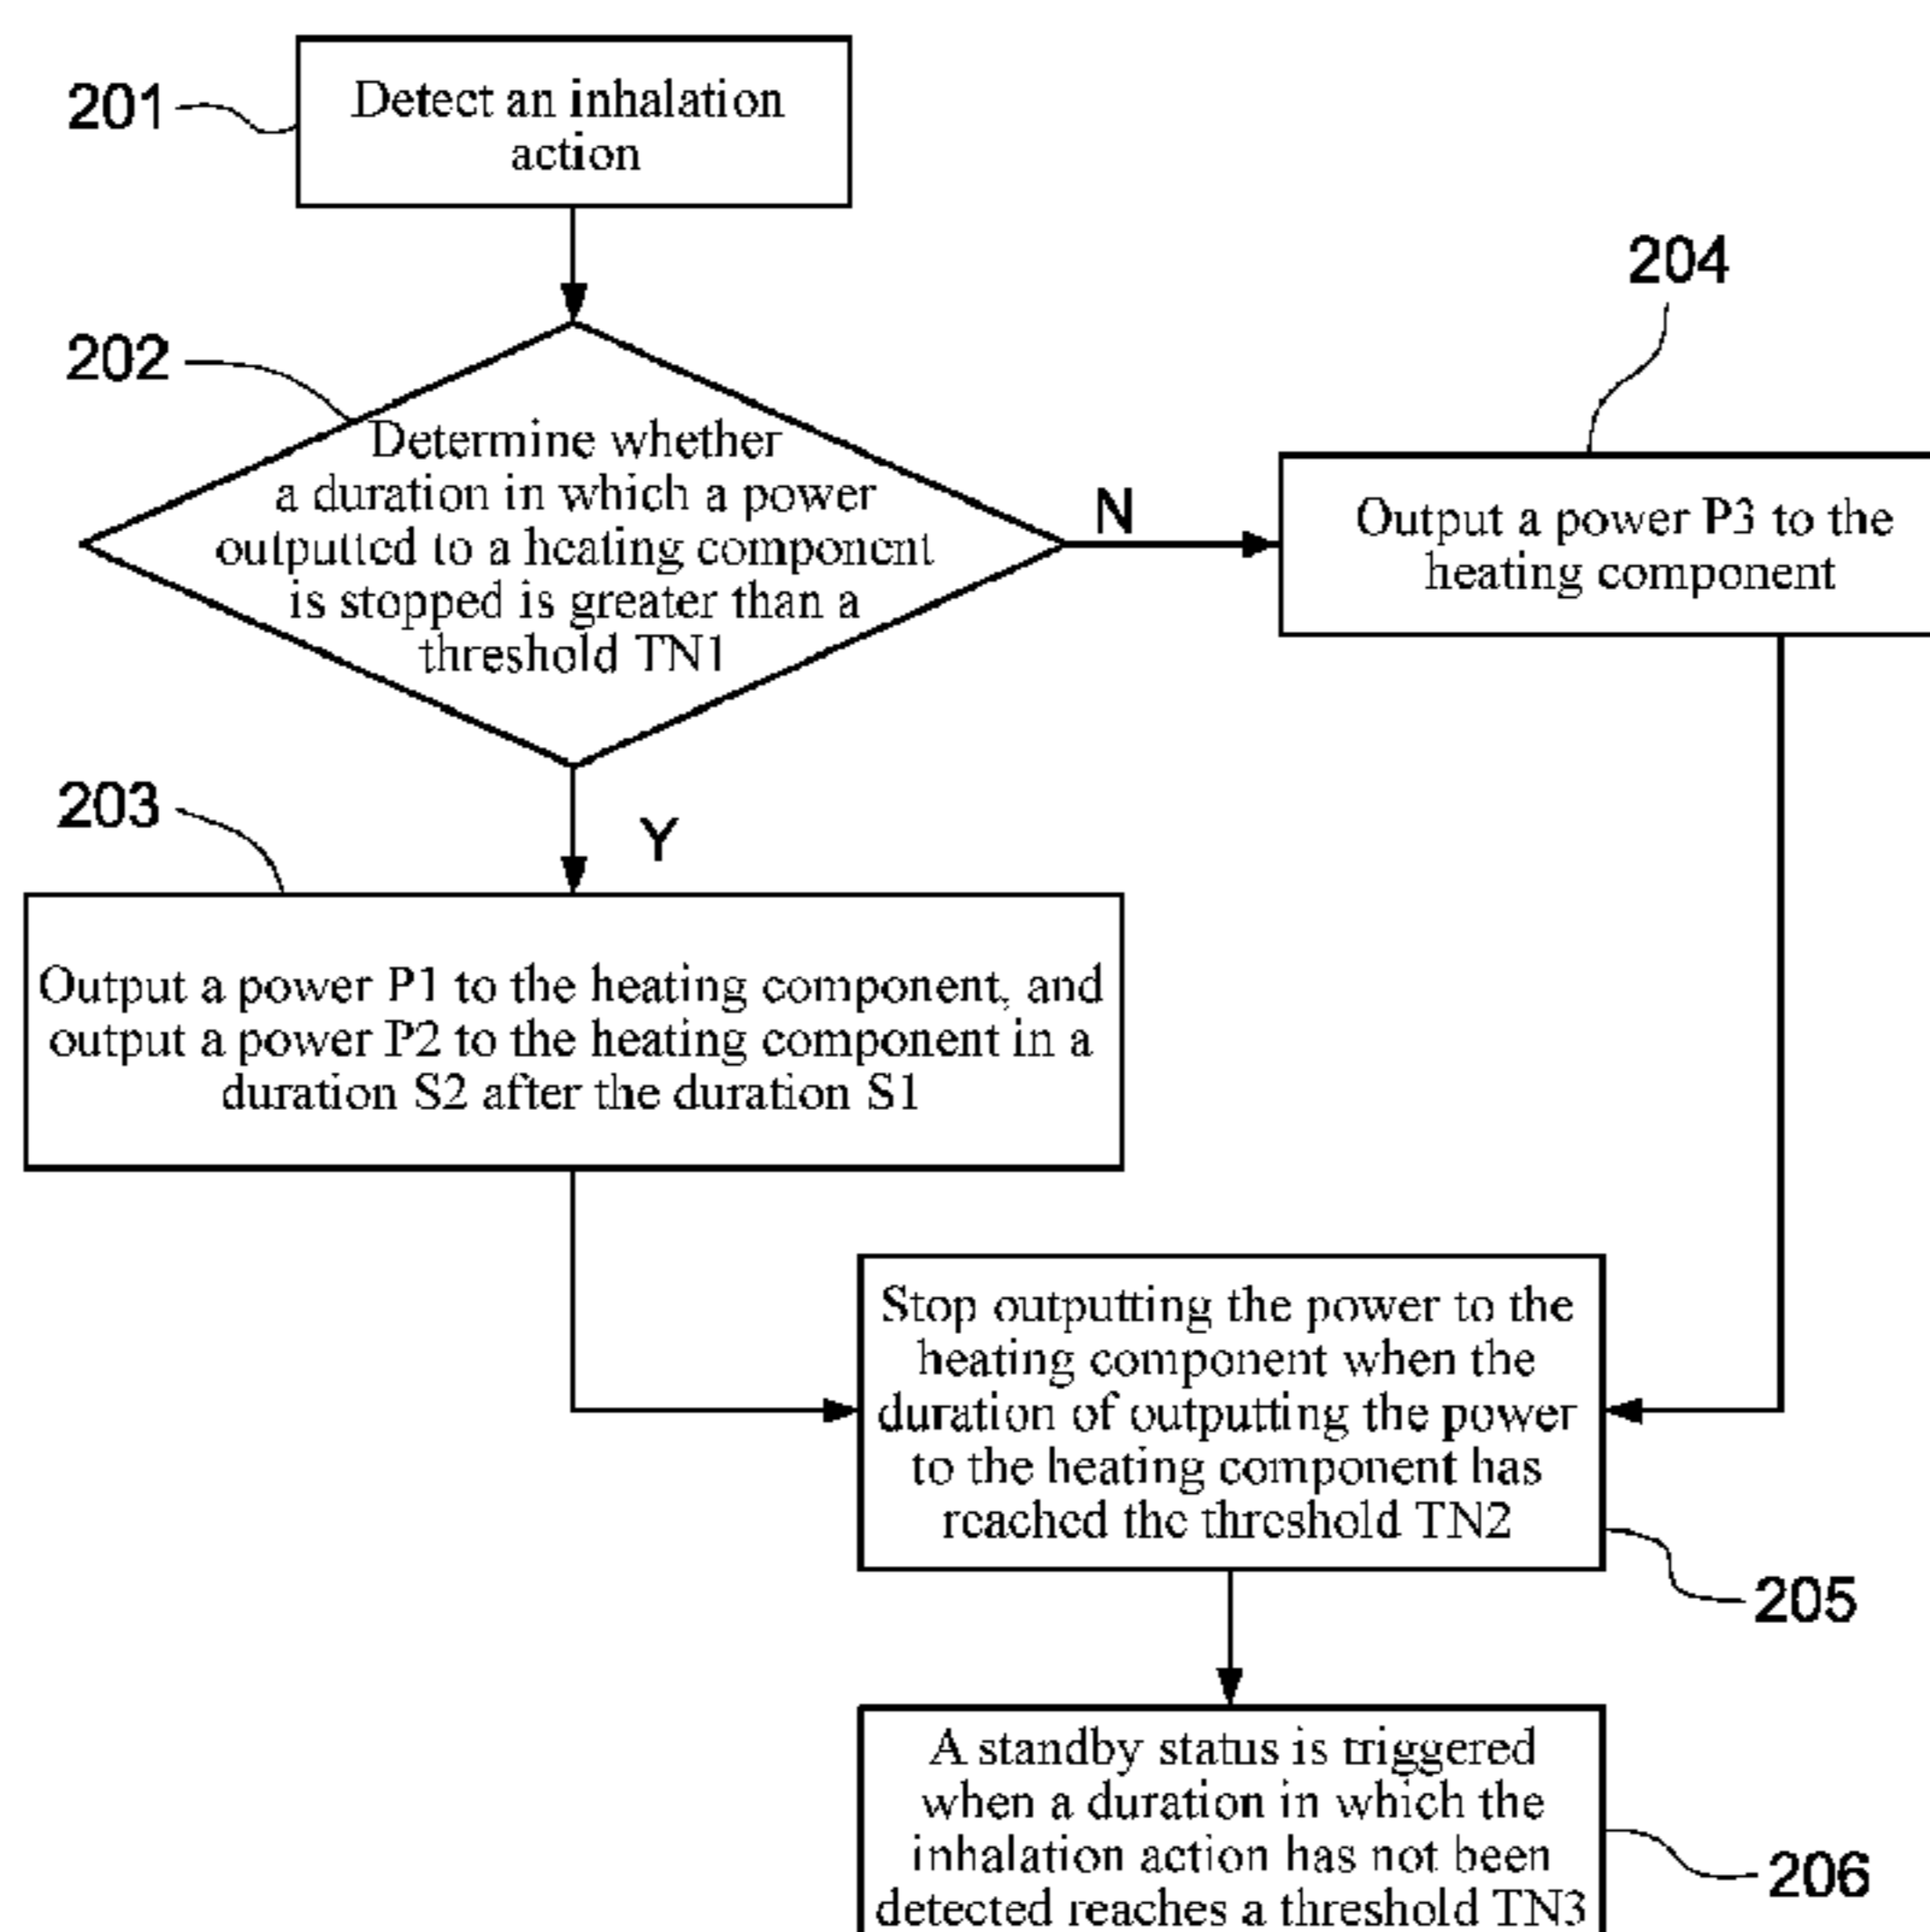 201
Detect an inhalation
action
202
Determine whether
a duration in which a power
outputted to a heating component
is stopped is greater than a
threshold TN1
N
204
Output a power P3 to the
heating component
203
Y
Output a power P1 to the heating component, and
output a power P2 to the heating component in a
duration S2 after the duration S1
Stop outputting the power to the
heating component when the
duration of outputting the power
to the heating component has
reached the threshold TN2
205
A standby status is triggered
when a duration in which the
inhalation action has not been
detected reaches a threshold TN3
206